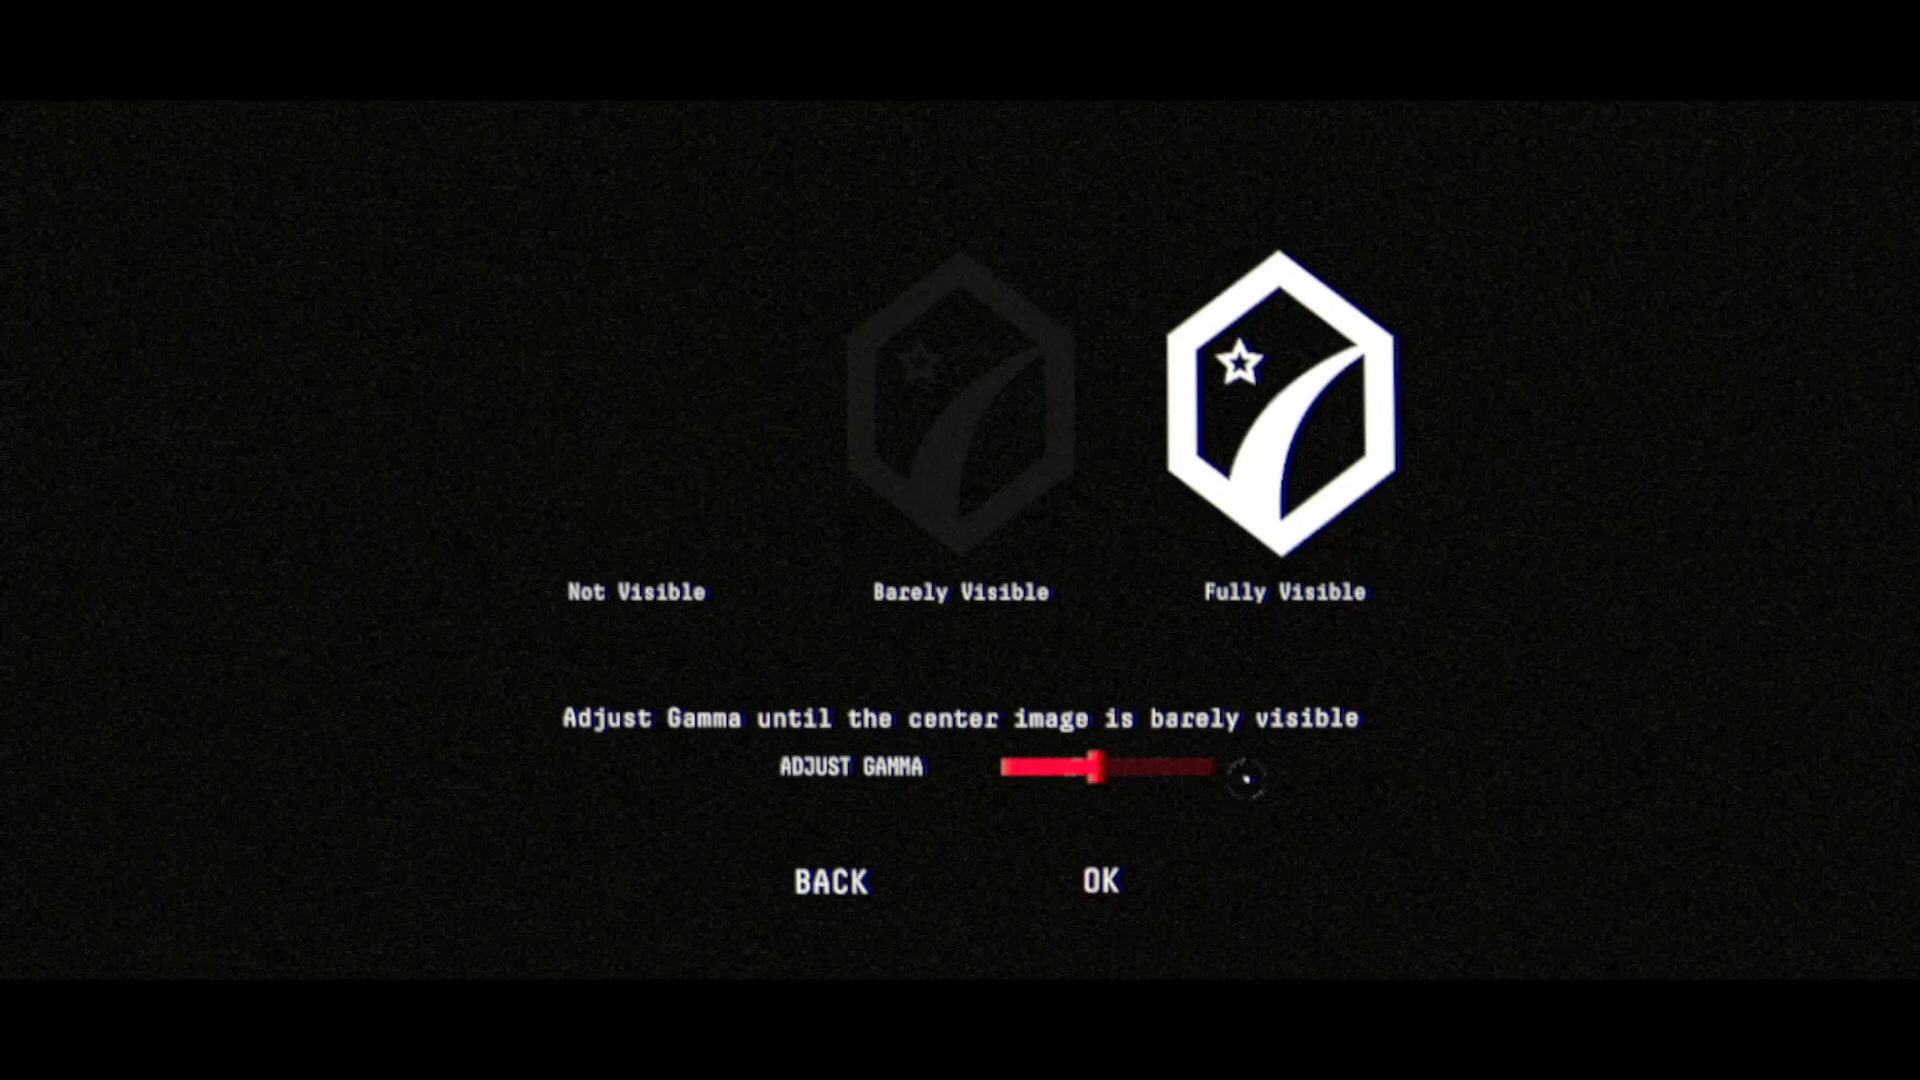 Not Visible
Barely Visible
Fully Visible
Adjust Gamma until the center image is barely visible
ADJUST GAMMA
BACK
OK